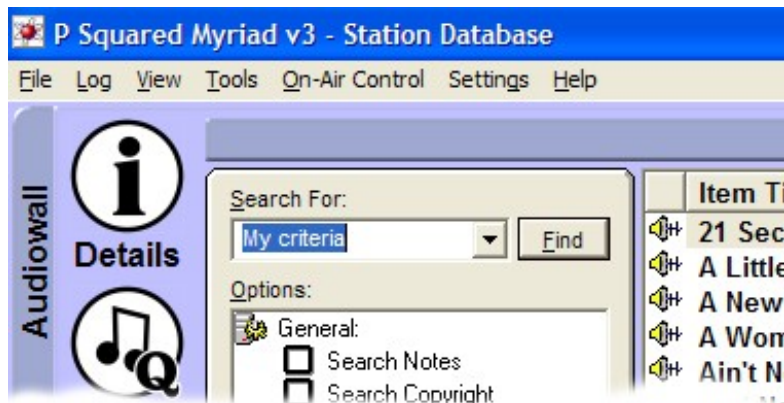 P Squared Myriad v3 - Station Database
File Log View Tools On-Air Control Settings Help
Audiowall
Details
Q
Search For:
My criteria
Find
Options:
General:
Search Notes
Search Copyright
Item Ti
21 Sec
A Little
A New
A Wom
Ain't N